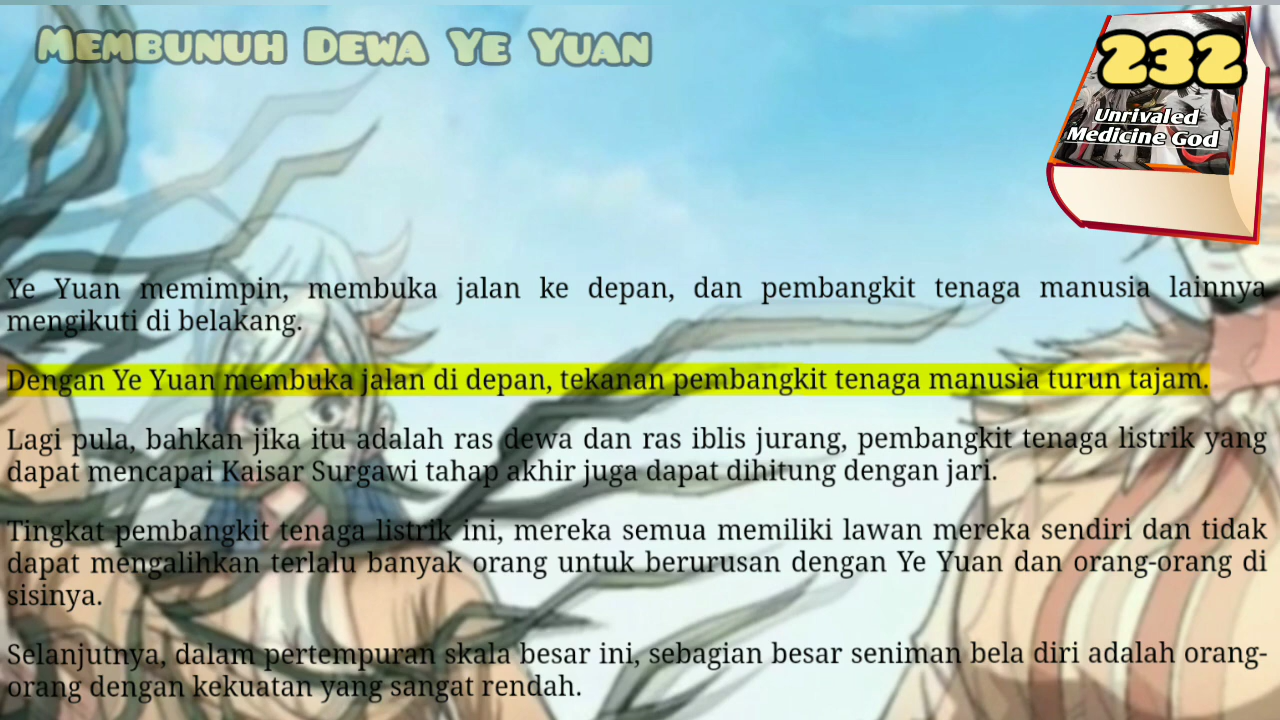 Membunuh Dewa Ye Yuan
232
Unrivaled
Medicine God
Ye Yuan memimpin, membuka jalan ke depan, dan pembangkit tenaga manusia lainnya
mengikuti di belakang.
Dengan Ye Yuan membuka jalan di depan, tekanan pembangkit tenaga manusia turun tajam.
Lagi pula, bahkan jika itu adalah ras dewa dan ras iblis jurang, pembangkit tenaga listrik yang
dapat mencapai Kaisar Surgawi tahap akhir juga dapat dihitung dengan jari.
Tingkat pembangkit tenaga listrik ini, mereka semua memiliki lawan mereka sendiri dan tidak
dapat mengalihkan terlalu banyak orang untuk berurusan dengan Ye Yuan dan orang-orang di
sisinya.
Selanjutnya, dalam pertempuran skala besar ini, sebagian besar seniman bela diri adalah orang-
orang dengan kekuatan yang sangat rendah.